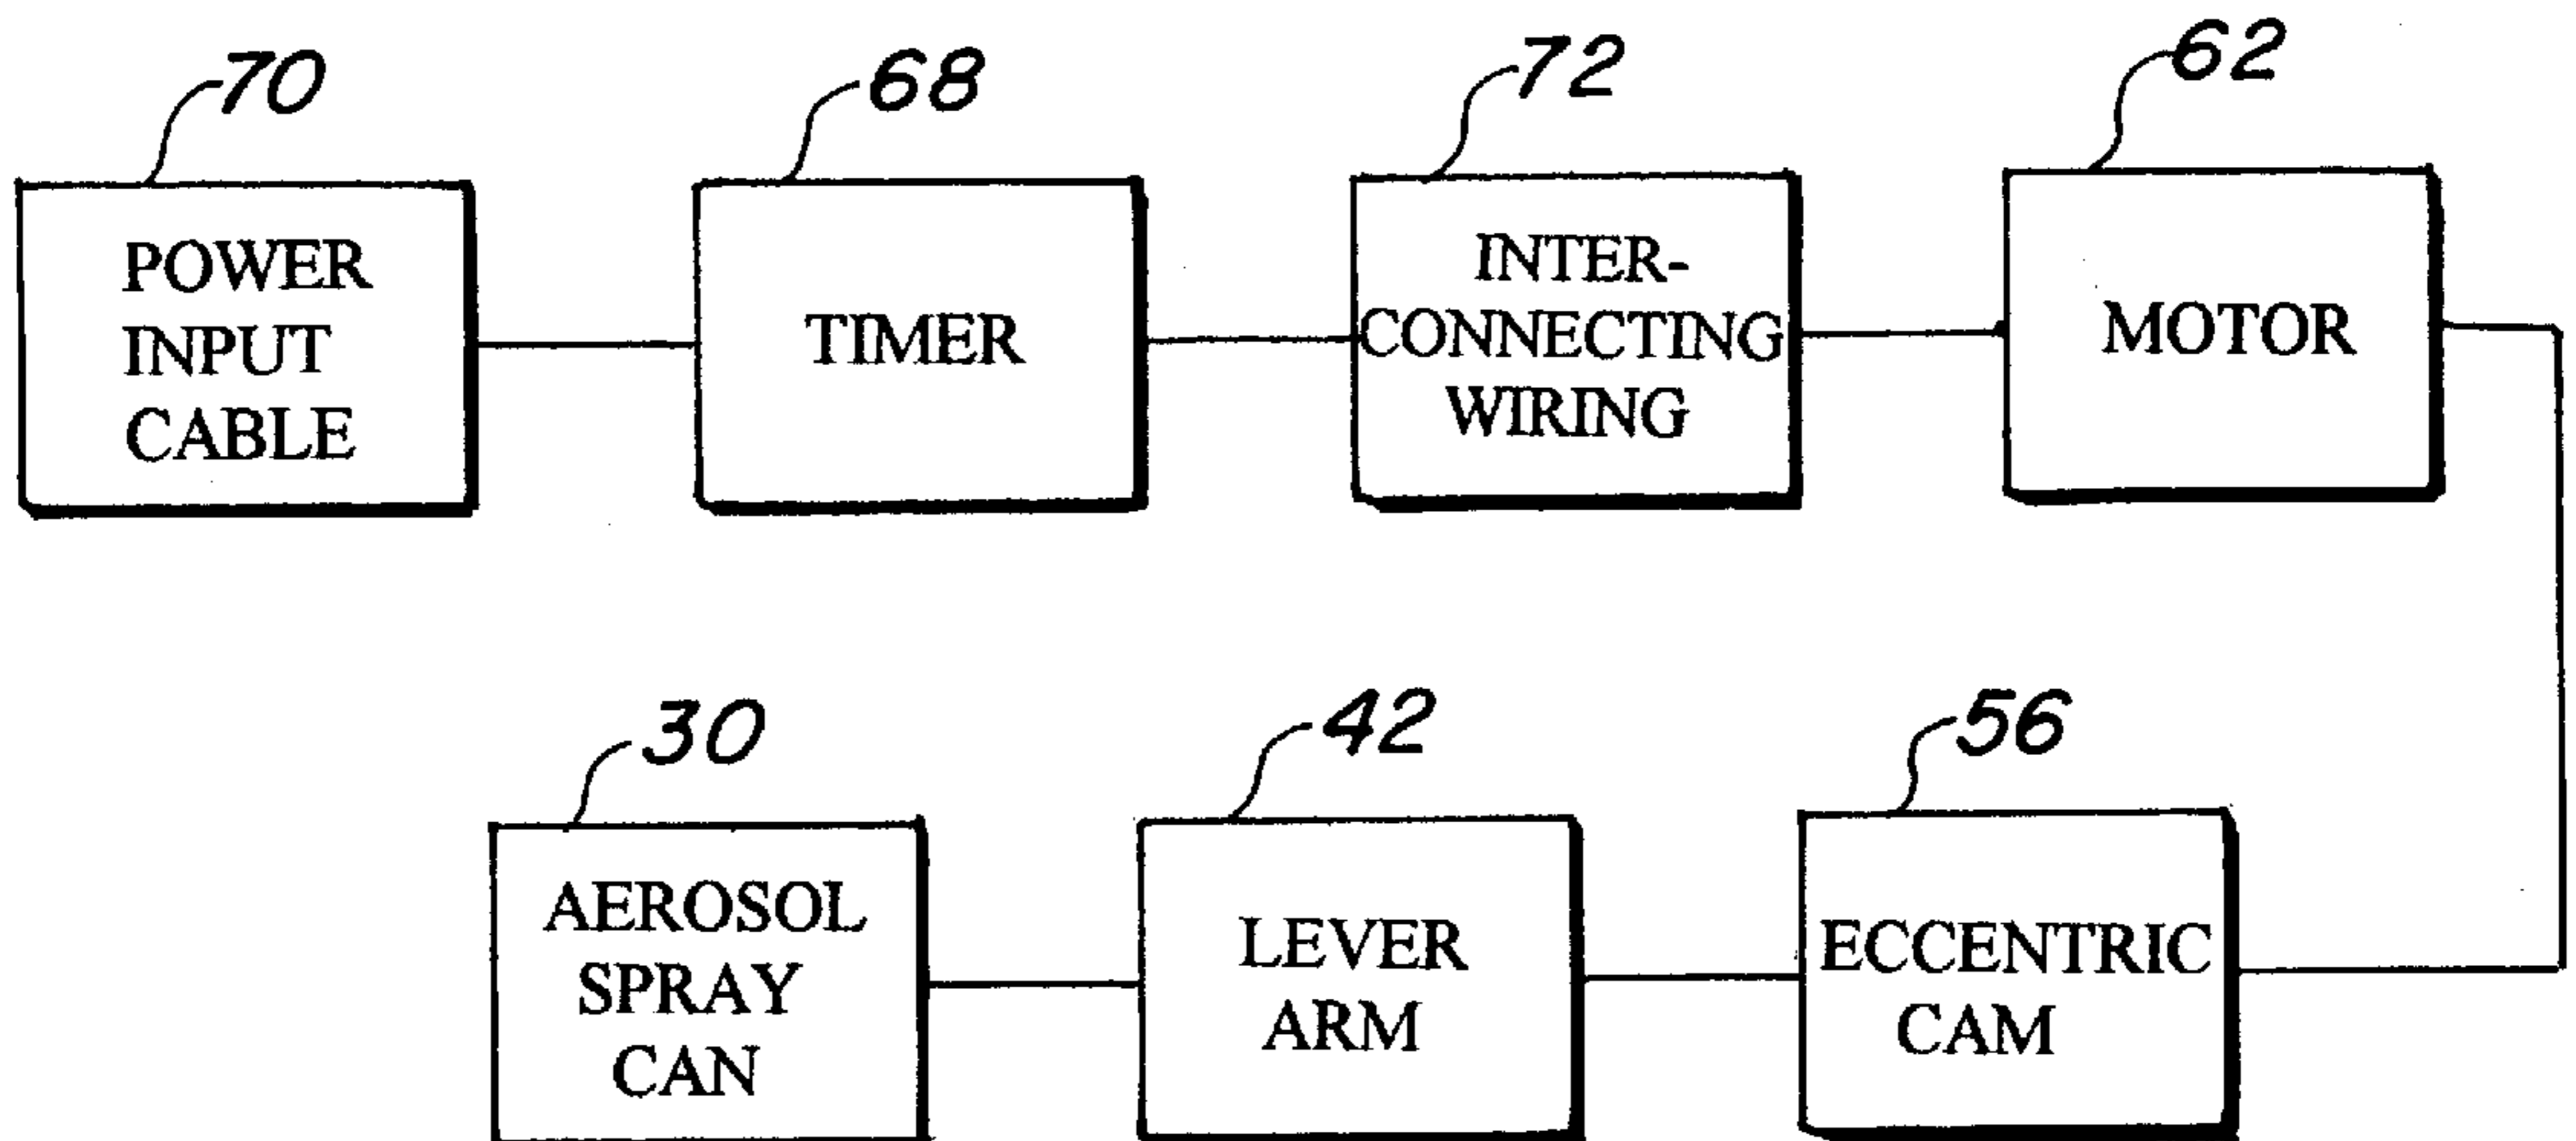 70
68
72
62
POWER
INPUT
CABLE
TIMER
INTER-
CONNECTING
WIRING
MOTOR
30
42
56
AEROSOL
SPRAY
CAN
LEVER
ARM
ECCENTRIC
CAM